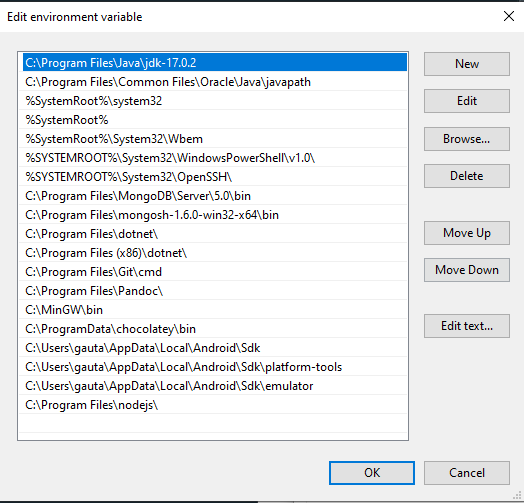 Edit environment variable
C:\Program Files\Java\jdk-17.0.2
C:\Program Files\Common Files\Oracle\Java\javapath
%SystemRoot%\system32
%SystemRoot%
%SystemRoot%\System32\Wbem
%SYSTEMROOT%\System32\WindowsPowerShell\v1.0\
%SYSTEMROOT%\System32\OpenSSH\
C:\Program Files\MongoDB\Server\5.0\bin
C:\Program Files\mongosh-1.6.0-win32-x64\bin
C:\Program Files\dotnet\
C:\Program Files (x86)\dotnet\
C:\Program Files\Git\cmd
C:\Program Files\Pandoc\
C:\MinGW\bin
C:\ProgramData\chocolatey\bin
C:\Users\gauta\AppData\Local\Android\Sdk
C:\Users\gauta\AppData\Local\Android\Sdk\platform-tools
C:\Users\gauta\AppData\Local\Android\Sdk\emulator
C:\Program Files\nodejs\
New
Edit
Browse...
Delete
Move Up
Move Down
Edit text...
OK
Cancel